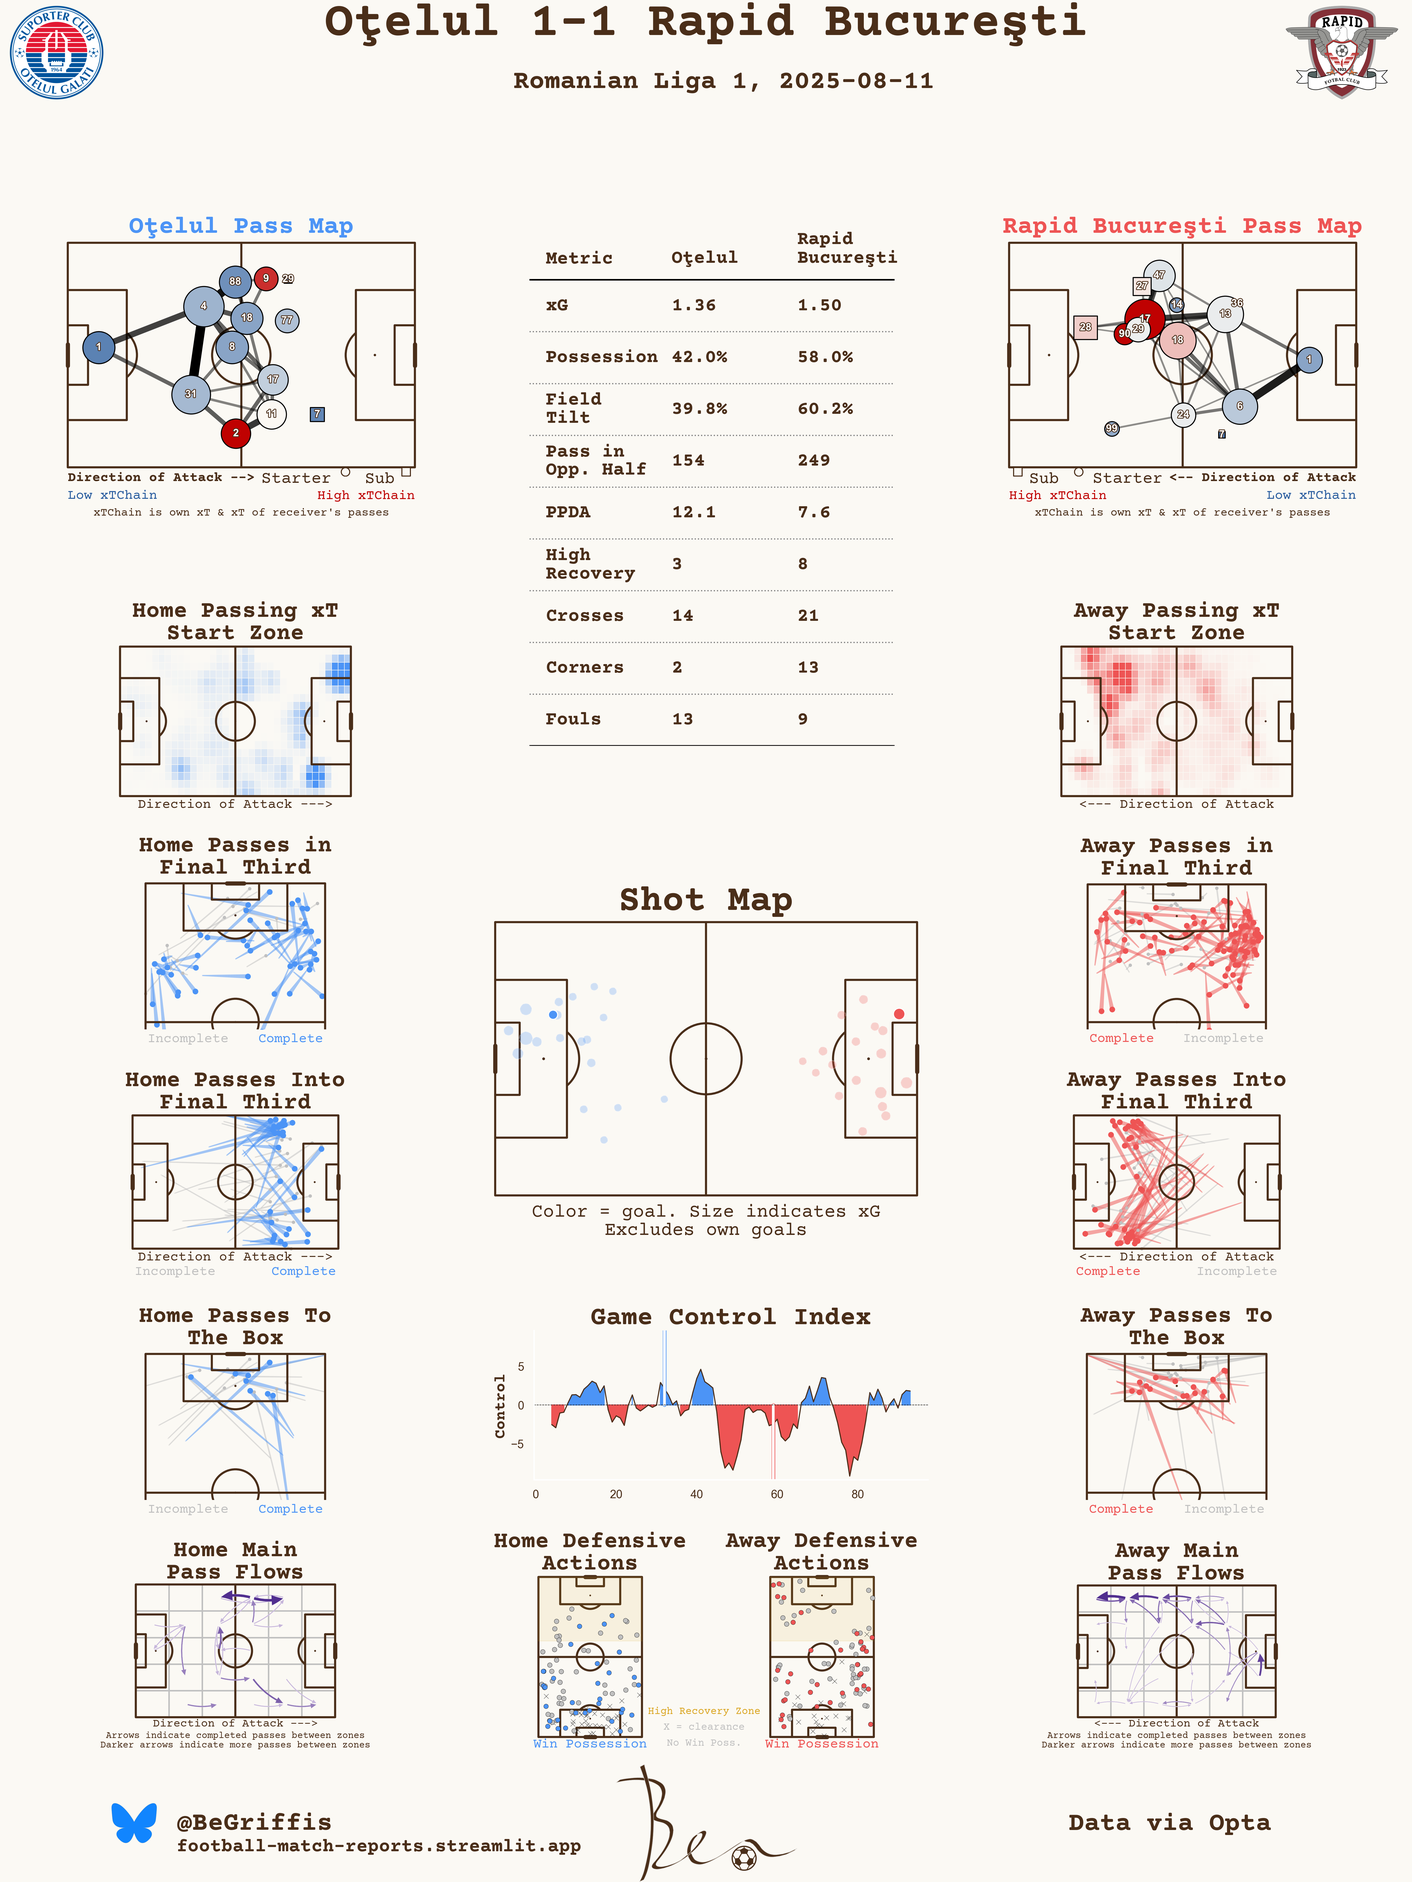 Oţelul 1-1 Rapid Bucureşti
Romanian Liga 1, 2025-08-11
SUPORTER CLUB
1964
OTELUL GALATI
RAPID
1923
FOTBAL CLUB
Oţelul Pass Map
88
9
29
4
18
77
1
8
17
31
11
7
2
Direction of Attack --> Starter Sub
Low xTChain High xTChain
xTChain is own xT & xT of receiver's passes
Metric Oţelul Rapid Bucureşti
xG 1.36 1.50
Possession 42.0% 58.0%
Field Tilt 39.8% 60.2%
Pass in Opp. Half 154 249
PPDA 12.1 7.6
High Recovery 3 8
Crosses 14 21
Corners 2 13
Fouls 13 9
Rapid Bucureşti Pass Map
47
27
14
36
13
17
28
90
29
18
1
6
24
99
7
Sub Starter <-- Direction of Attack
High xTChain Low xTChain
xTChain is own xT & xT of receiver's passes
Home Passing xT
Start Zone
Direction of Attack --->
Away Passing xT
Start Zone
<--- Direction of Attack
Home Passes in
Final Third
Incomplete Complete
Away Passes in
Final Third
Complete Incomplete
Shot Map
Color = goal. Size indicates xG
Excludes own goals
Home Passes Into
Final Third
Direction of Attack --->
Incomplete Complete
Away Passes Into
Final Third
<--- Direction of Attack
Complete Incomplete
Home Passes To
The Box
Incomplete Complete
Game Control Index
Control
5
0
−5
0 20 40 60 80
Away Passes To
The Box
Complete Incomplete
Home Main
Pass Flows
Direction of Attack --->
Arrows indicate completed passes between zones
Darker arrows indicate more passes between zones
Home Defensive
Actions
Win Possession
Away Defensive
Actions
Win Possession
High Recovery Zone
X = clearance
No Win Poss.
Away Main
Pass Flows
<--- Direction of Attack
Arrows indicate completed passes between zones
Darker arrows indicate more passes between zones
@BeGriffis
football-match-reports.streamlit.app
Ben
Data via Opta